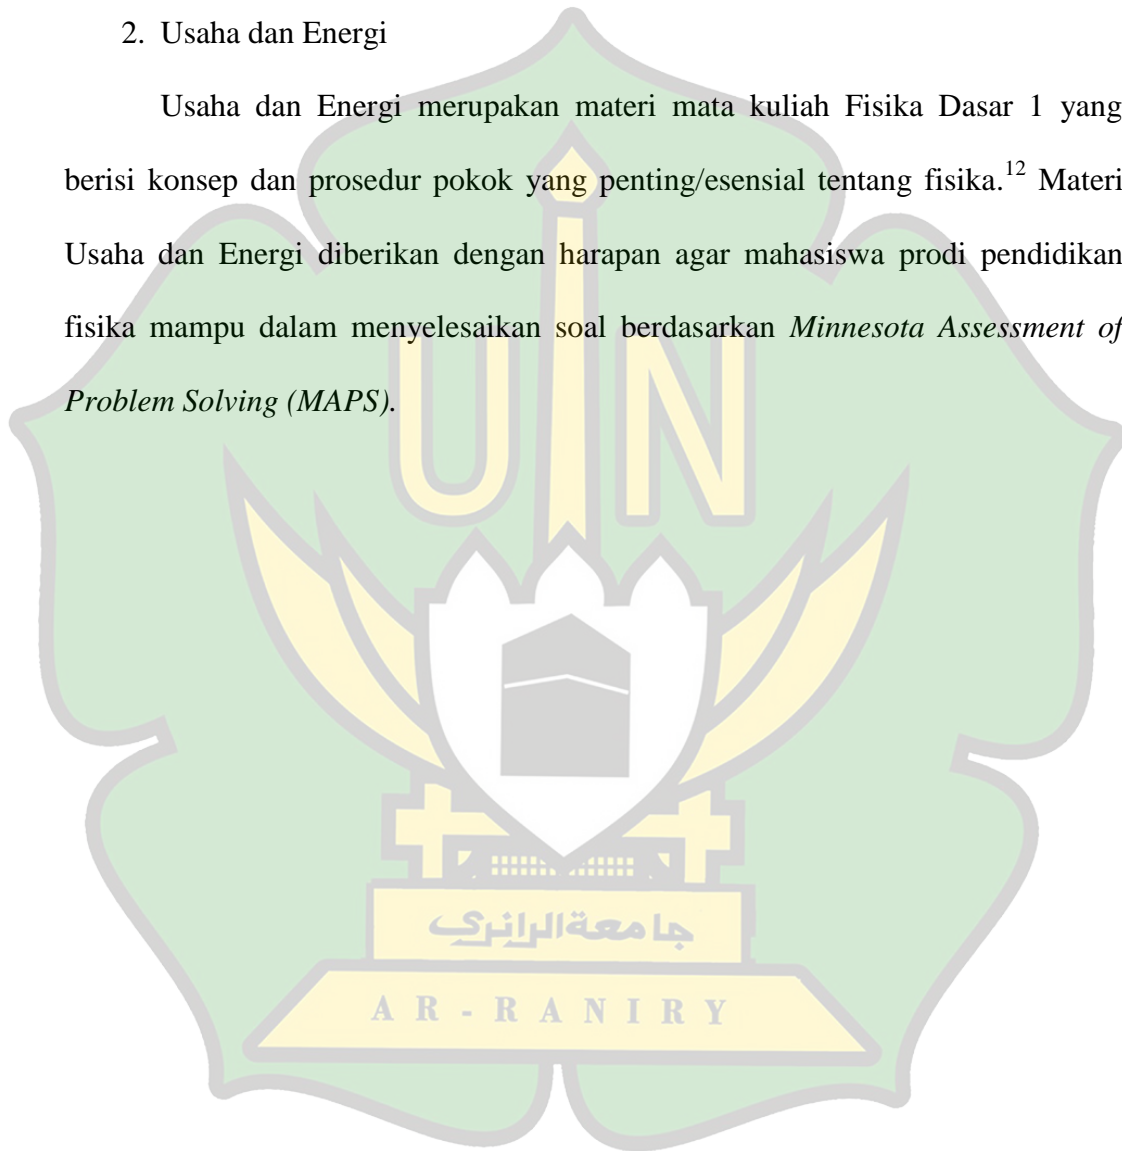 2. Usaha dan Energi
Usaha dan Energi merupakan materi mata kuliah Fisika Dasar 1 yang
berisi konsep dan prosedur pokok yang penting/esensial tentang fisika.12 Materi
Usaha dan Energi diberikan dengan harapan agar mahasiswa prodi pendidikan
fisika mampu dalam menyelesaikan soal berdasarkan Minnesota Assessment of
Problem Solving (MAPS).
UIN
جامعةالرانري
AR-RANIRY